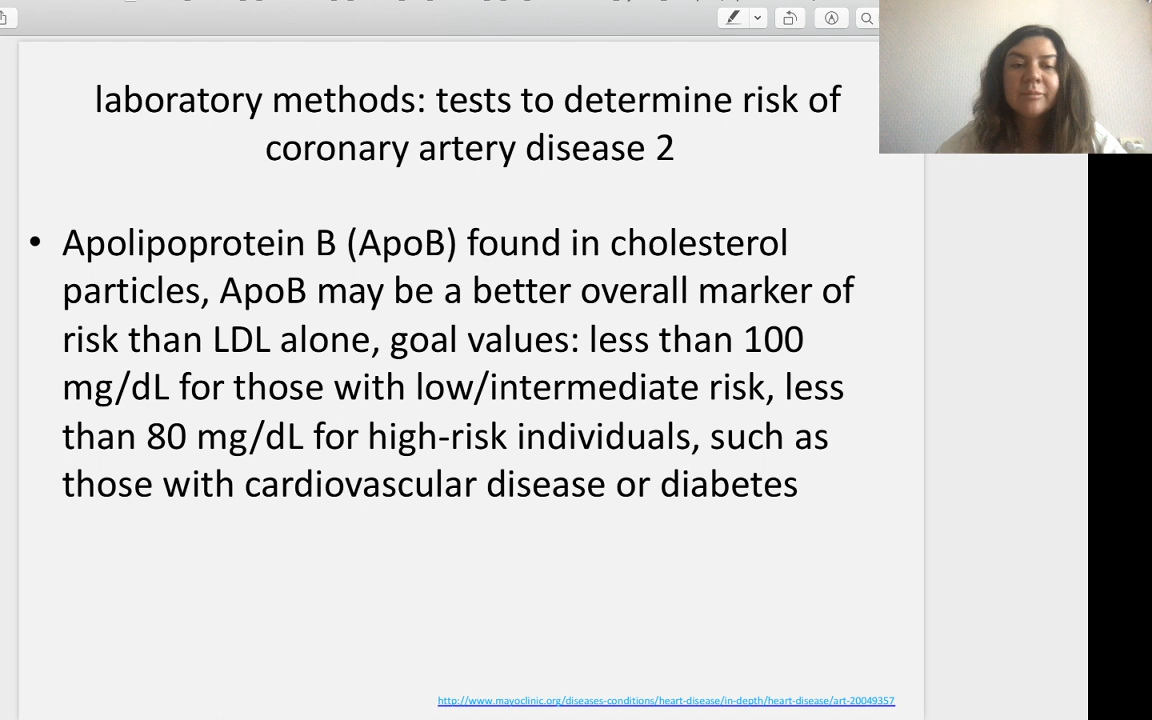 laboratory methods: tests to determine risk of
coronary artery disease 2
• Apolipoprotein B (ApoB) found in cholesterol
particles, ApoB may be a better overall marker of
risk than LDL alone, goal values: less than 100
mg/dL for those with low/intermediate risk, less
than 80 mg/dL for high-risk individuals, such as
those with cardiovascular disease or diabetes
http://www.mayoclinic.org/diseases-conditions/heart-disease/in-depth/heart-disease/art-20049357